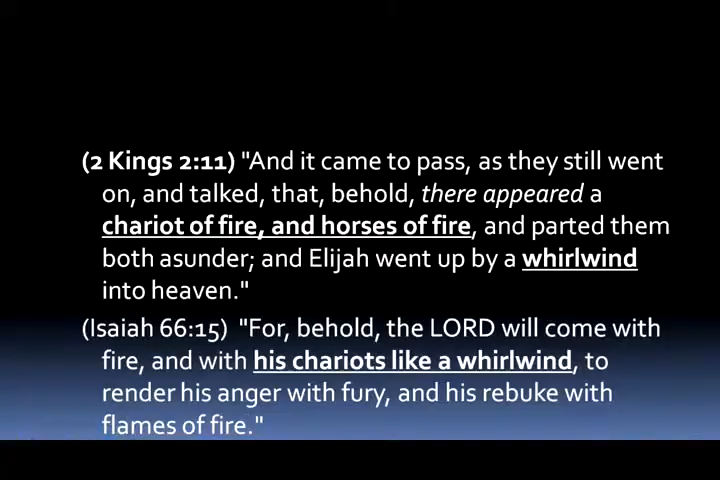 (2 Kings 2:11) "And it came to pass, as they still went
on, and talked, that, behold, there appeared a
chariot of fire, and horses of fire, and parted them
both asunder; and Elijah went up by a whirlwind
into heaven."
(Isaiah 66:15) "For, behold, the LORD will come with
fire, and with his chariots like a whirlwind, to
render his anger with fury, and his rebuke with
flames of fire."